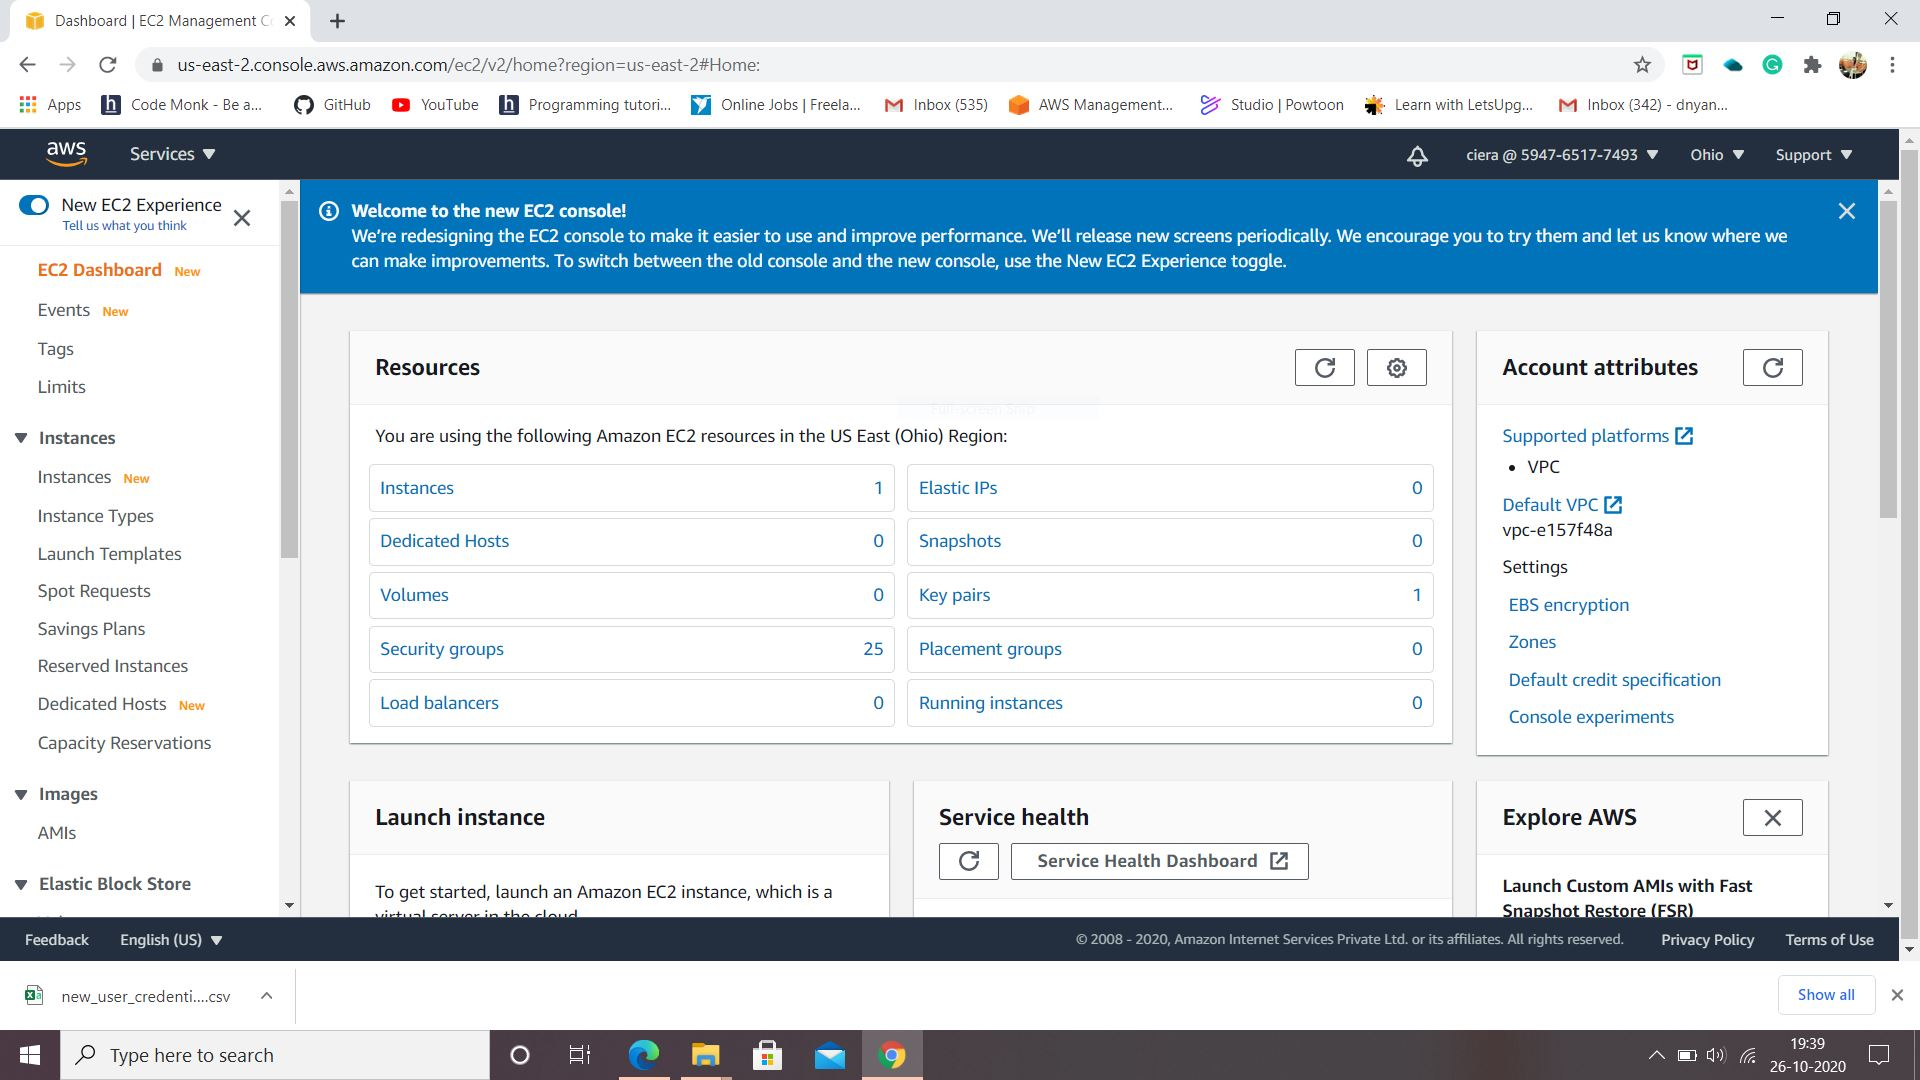 Dashboard | EC2 Management Co
us-east-2.console.aws.amazon.com/ec2/v2/home?region=us-east-2#Home:
Apps
Code Monk - Be a...
GitHub
YouTube
Programming tutori...
Online Jobs | Freela...
Inbox (535)
AWS Management...
Studio | Powtoon
Learn with LetsUpg...
Inbox (342) - dnyan...
aws
Services
ciera @ 5947-6517-7493
Ohio
Support
New EC2 Experience
Tell us what you think
EC2 Dashboard New
Events New
Tags
Limits
Instances
Instances New
Instance Types
Launch Templates
Spot Requests
Savings Plans
Reserved Instances
Dedicated Hosts New
Capacity Reservations
Images
AMIs
Elastic Block Store
Welcome to the new EC2 console!
We're redesigning the EC2 console to make it easier to use and improve performance. We'll release new screens periodically. We encourage you to try them and let us know where we
can make improvements. To switch between the old console and the new console, use the New EC2 Experience toggle.
Resources
Full-screen Snip
You are using the following Amazon EC2 resources in the US East (Ohio) Region:
Instances 1
Elastic IPs 0
Dedicated Hosts 0
Snapshots 0
Volumes 0
Key pairs 1
Security groups 25
Placement groups 0
Load balancers 0
Running instances 0
Account attributes
Supported platforms
• VPC
Default VPC
vpc-e157f48a
Settings
EBS encryption
Zones
Default credit specification
Console experiments
Launch instance
To get started, launch an Amazon EC2 instance, which is a
virtual server in the cloud.
Service health
Service Health Dashboard
Explore AWS
Launch Custom AMIs with Fast
Snapshot Restore (FSR)
Feedback
English (US)
© 2008 - 2020, Amazon Internet Services Private Ltd. or its affiliates. All rights reserved.
Privacy Policy
Terms of Use
new_user_credenti....csv
Show all
Type here to search
19:39
26-10-2020